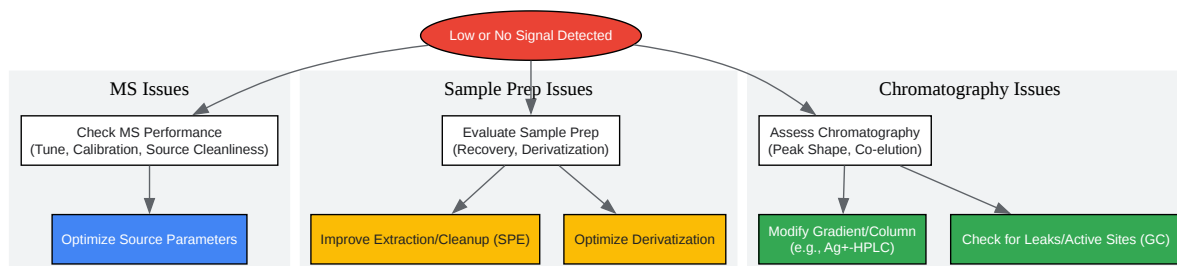 Low or No Signal Detected
MS Issues
Sample Prep Issues
Chromatography Issues
Check MS Performance
(Tune, Calibration, Source Cleanliness)
Evaluate Sample Prep
(Recovery, Derivatization)
Assess Chromatography
(Peak Shape, Co-elution)
Optimize Source Parameters
Improve Extraction/Cleanup (SPE)
Optimize Derivatization
Modify Gradient/Column
(e.g., Ag+-HPLC)
Check for Leaks/Active Sites (GC)